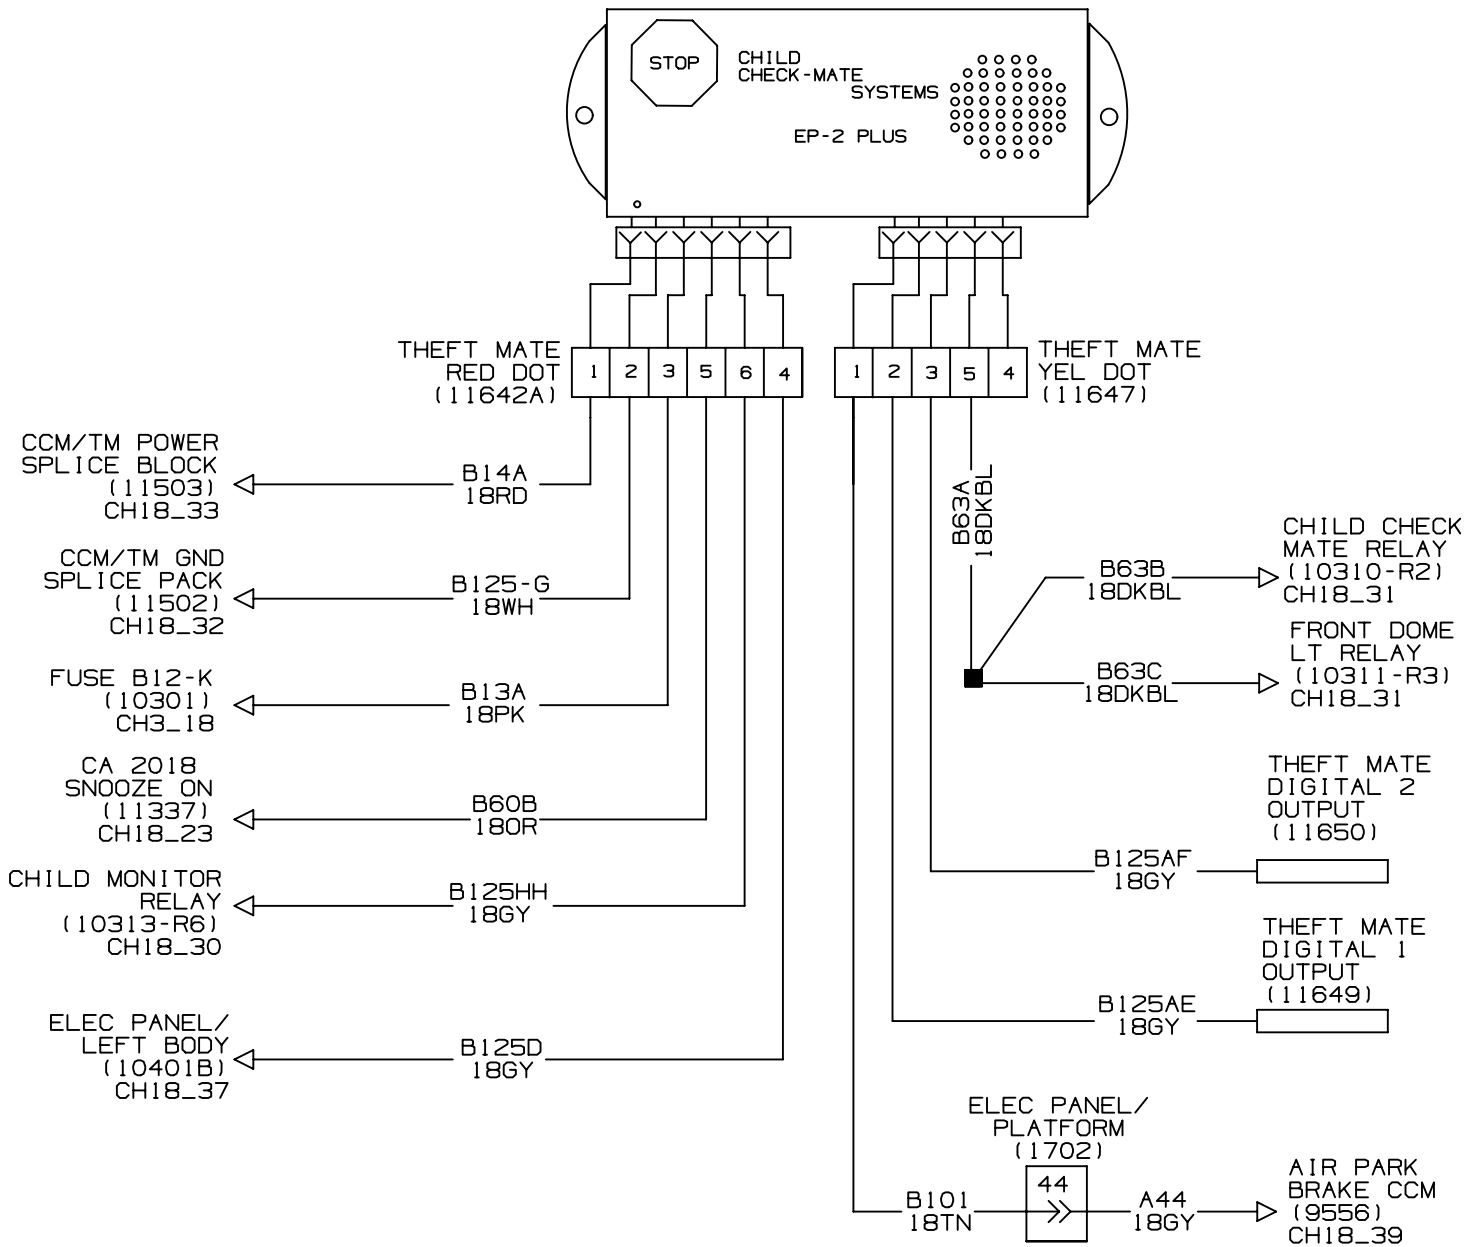 STOP
CHILD
CHECK-MATE
SYSTEMS
EP-2 PLUS
THEFT MATE
RED DOT
(11642A)
1 2 3 5 6 4
1 2 3 5 4
THEFT MATE
YEL DOT
(11647)
CCM/TM POWER
SPLICE BLOCK
(11503)
CH18_33
B14A
18RD
CCM/TM GND
SPLICE PACK
(11502)
CH18_32
B125-G
18WH
FUSE B12-K
(10301)
CH3_18
B13A
18PK
CA 2018
SNOOZE ON
(11337)
CH18_23
B60B
18OR
CHILD MONITOR
RELAY
(10313-R6)
CH18_30
B125HH
18GY
ELEC PANEL/
LEFT BODY
(10401B)
CH18_37
B125D
18GY
B63A
18DKBL
B63B
18DKBL
CHILD CHECK
MATE RELAY
(10310-R2)
CH18_31
B63C
18DKBL
FRONT DOME
LT RELAY
(10311-R3)
CH18_31
THEFT MATE
DIGITAL 2
OUTPUT
(11650)
B125AF
18GY
THEFT MATE
DIGITAL 1
OUTPUT
(11649)
B125AE
18GY
ELEC PANEL/
PLATFORM
(1702)
44
B101
18TN
A44
18GY
AIR PARK
BRAKE CCM
(9556)
CH18_39